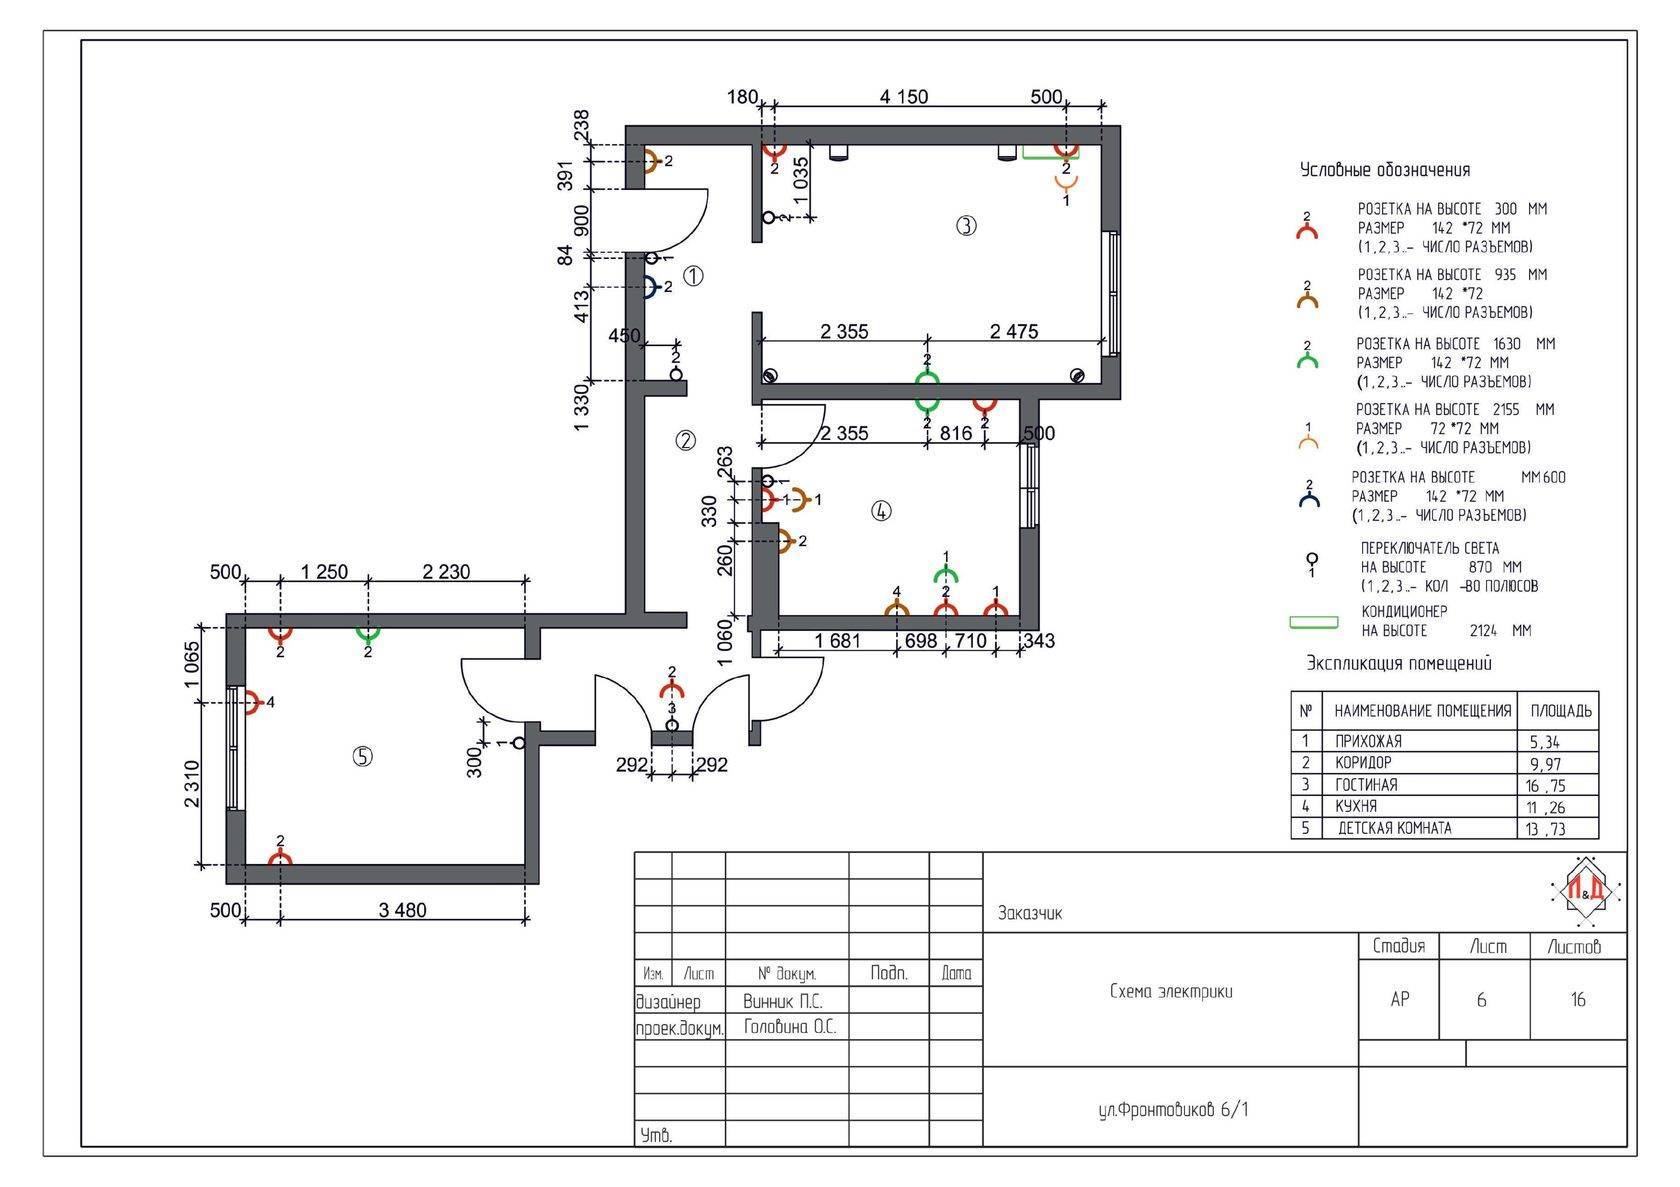 180 4 150 500
238
391
900
84
413
1 330
450
2
1
2
2
2
2
1
1 035
2
①
③
2 355 2 475
2
②
2 355 816 500
2 2
263
330
260
1 060
1
1 1
2
④
1
4 2 1
1 681 698 710 343
500 1 250 2 230
1 065
2 310
2 2
4
⑤
300
1
2
500 3 480
2
3
292 292
Условные обозначения
2
РОЗЕТКА НА ВЫСОТЕ 300 ММ
РАЗМЕР 142 *72 ММ
(1,2,3..- ЧИСЛО РАЗЪЕМОВ)
2
РОЗЕТКА НА ВЫСОТЕ 935 ММ
РАЗМЕР 142 *72
(1,2,3..- ЧИСЛО РАЗЪЕМОВ)
2
РОЗЕТКА НА ВЫСОТЕ 1630 ММ
РАЗМЕР 142 *72 ММ
(1,2,3..- ЧИСЛО РАЗЪЕМОВ)
1
РОЗЕТКА НА ВЫСОТЕ 2155 ММ
РАЗМЕР 72 *72 ММ
(1,2,3..- ЧИСЛО РАЗЪЕМОВ)
2
РОЗЕТКА НА ВЫСОТЕ ММ600
РАЗМЕР 142 *72 ММ
(1,2,3..- ЧИСЛО РАЗЪЕМОВ)
1
ПЕРЕКЛЮЧАТЕЛЬ СВЕТА
НА ВЫСОТЕ 870 ММ
(1,2,3..- КОЛ -ВО ПОЛЮСОВ
КОНДИЦИОНЕР
НА ВЫСОТЕ 2124 ММ
Экспликация помещений
№ НАИМЕНОВАНИЕ ПОМЕЩЕНИЯ ПЛОЩАДЬ
1 ПРИХОЖАЯ 5,34
2 КОРИДОР 9,97
3 ГОСТИНАЯ 16 ,75
4 КУХНЯ 11 ,26
5 ДЕТСКАЯ КОМНАТА 13 ,73
П&Д
Заказчик
Стадия Лист Листов
АР 6 16
Схема электрики
ул.Фронтовиков 6/1
Изм. Лист № докум. Подп. Дата
дизайнер Винник П.С.
проек.докум. Головина О.С.
Утв.